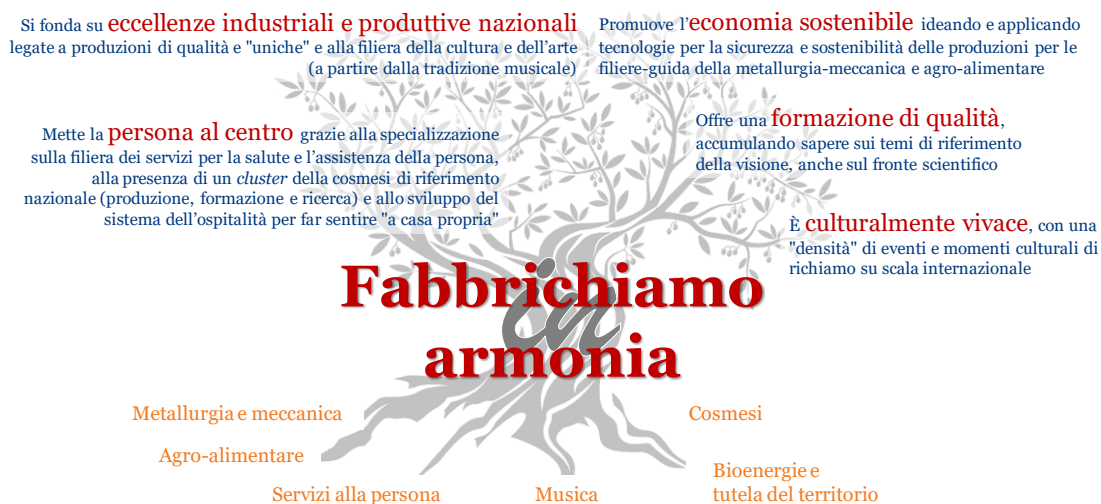 Si fonda su eccellenze industriali e produttive nazionali
legate a produzioni di qualità e "uniche" e alla filiera della cultura e dell'arte
(a partire dalla tradizione musicale)
Promuove l'economia sostenibile ideando e applicando
tecnologie per la sicurezza e sostenibilità delle produzioni per le
filiere-guida della metallurgia-meccanica e agro-alimentare
Mette la persona al centro grazie alla specializzazione
sulla filiera dei servizi per la salute e l'assistenza della persona,
alla presenza di un cluster della cosmesi di riferimento
nazionale (produzione, formazione e ricerca) e allo sviluppo del
sistema dell'ospitalità per far sentire "a casa propria"
Offre una formazione di qualità,
accumulando sapere sui temi di riferimento
della visione, anche sul fronte scientifico
È culturalmente vivace, con una
"densità" di eventi e momenti culturali di
richiamo su scala internazionale
Fabbrichiamo
in
armonia
Metallurgia e meccanica
Cosmesi
Agro-alimentare
Bioenergie e
tutela del territorio
Servizi alla persona
Musica